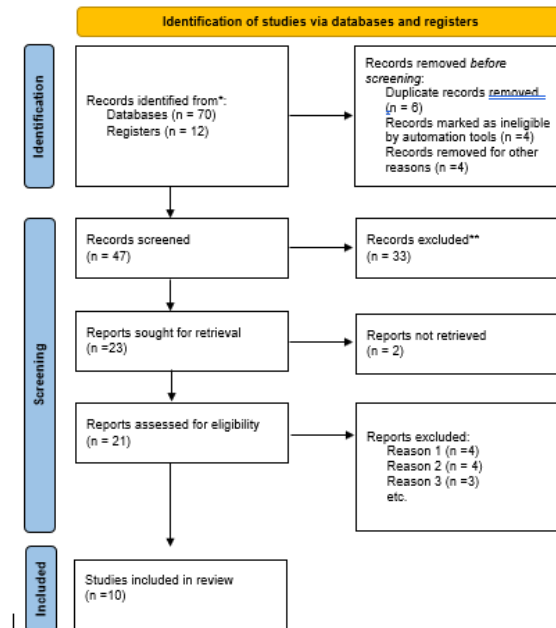 Identification of studies via databases and registers
Identification
Records identified from*:
Databases (n = 70)
Registers (n = 12)
Records removed before
screening:
Duplicate records removed
(n = 6)
Records marked as ineligible
by automation tools (n =4)
Records removed for other
reasons (n =4)
Screening
Records screened
(n = 47)
Records excluded**
(n = 33)
Reports sought for retrieval
(n =23)
Reports not retrieved
(n = 2)
Reports assessed for eligibility
(n = 21)
Reports excluded:
Reason 1 (n =4)
Reason 2 (n = 4)
Reason 3 (n =3)
etc.
Included
Studies included in review
(n =10)